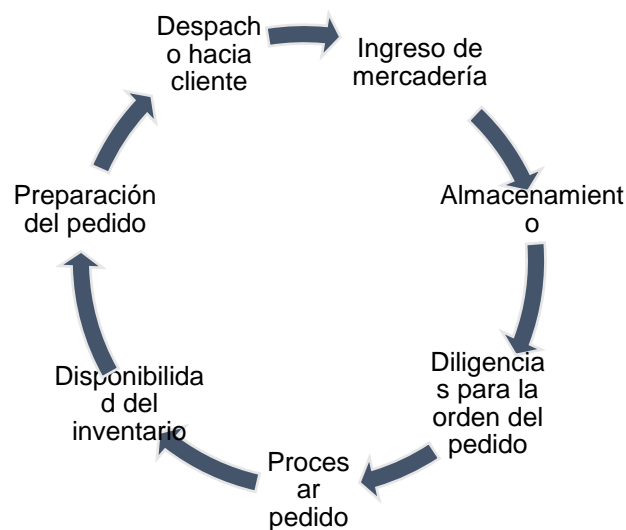 Despach
o hacia
cliente
Ingreso de
mercadería
Almacenamient
o
Diligencia
s para la
orden del
pedido
Proces
ar
pedido
Disponibilida
d del
inventario
Preparación
del pedido